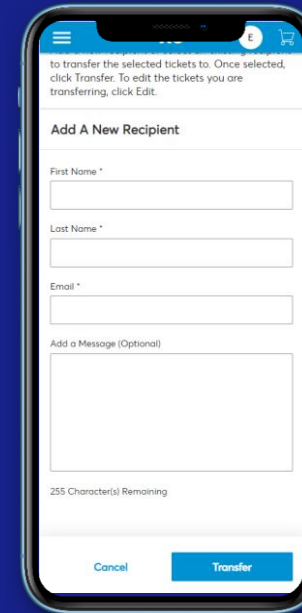 E
to transfer the selected tickets to. Once selected,
click Transfer. To edit the tickets you are
transferring, click Edit.
Add A New Recipient
First Name *
Last Name *
Email *
Add a Message (Optional)
255 Character(s) Remaining
Cancel
Transfer